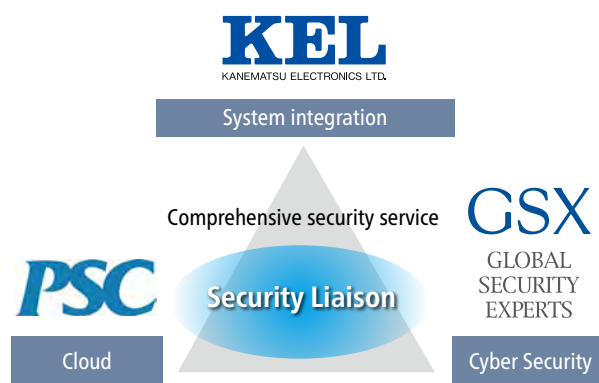 KEL
KANEMATSU ELECTRONICS LTD.
System integration
Comprehensive security service
GSX
GLOBAL
SECURITY
EXPERTS
PSC
Security Liaison
Cloud
Cyber Security